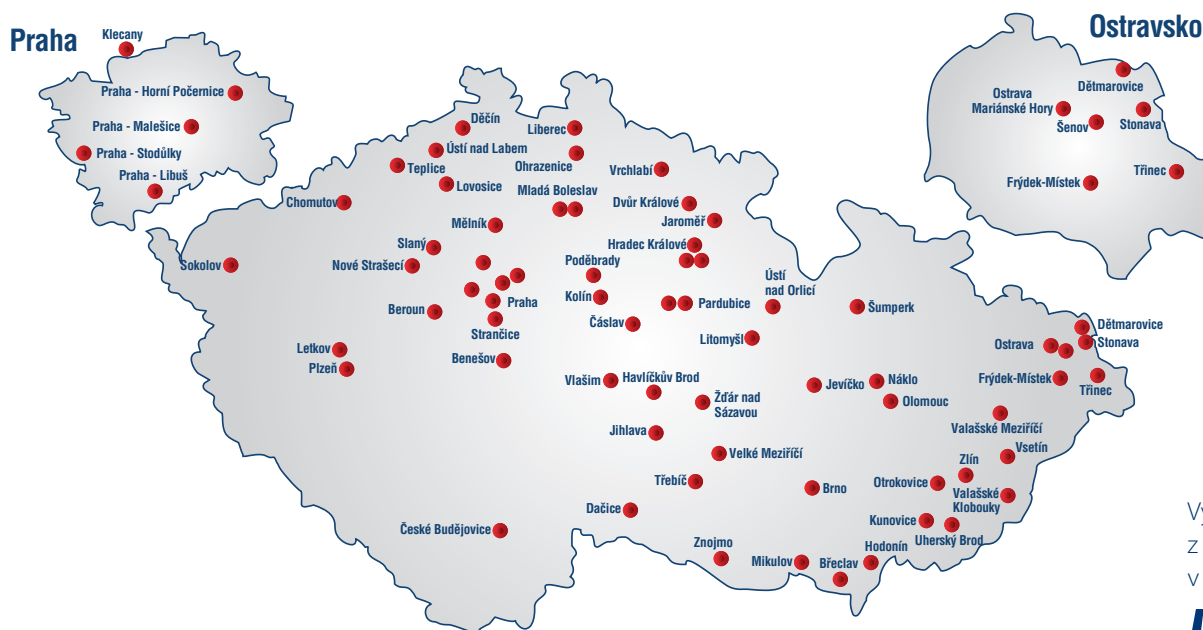 Praha
Klecany
Praha - Horní Počernice
Praha - Malešice
Praha - Stodůlky
Praha - Libuš
Ostravsko
Dětmarovice
Ostrava
Mariánské Hory
Šenov
Stonava
Třinec
Frýdek-Místek
Děčín
Liberec
Ústí nad Labem
Ohrazenice
Teplice
Vrchlabí
Lovosice
Mladá Boleslav
Chomutov
Dvůr Králové
Jaroměř
Mělník
Slaný
Hradec Králové
Sokolov
Nové Strašecí
Poděbrady
Ústí
nad Orlicí
Kolín
Praha
Pardubice
Šumperk
Beroun
Strančice
Čáslav
Litomyšl
Dětmarovice
Stonava
Ostrava
Letkov
Plzeň
Benešov
Vlašim
Havlíčkův Brod
Jevíčko
Náklo
Frýdek-Místek
Třinec
Žďár nad
Sázavou
Olomouc
Valašské Meziříčí
Jihlava
Velké Meziříčí
Vsetín
Zlín
Třebíč
Brno
Otrokovice
Valašské
Klobouky
Dačice
Kunovice
Uherský Brod
České Budějovice
Znojmo
Mikulov
Břeclav
Hodonín
z
v